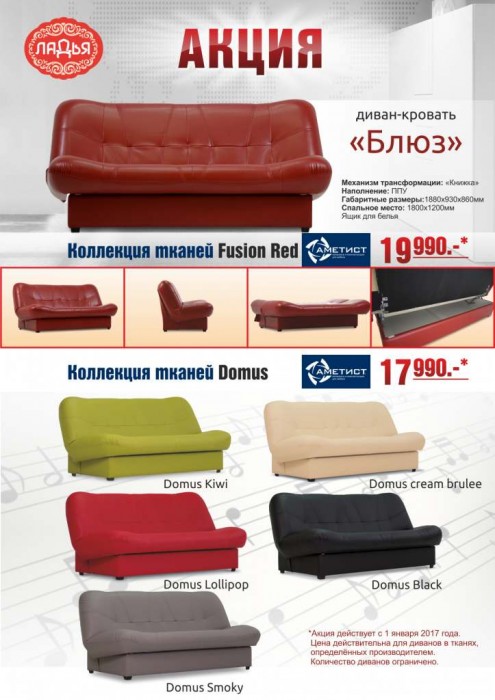 ЛАДЬЯ
АКЦИЯ
диван-кровать
«Блюз»
Механизм трансформации: «Книжка»
Наполнение: ППУ
Габаритные размеры:1880х930х860мм
Спальное место: 1800х1200мм
Ящик для белья
Коллекция тканей Fusion Red АМЕТИСТ 19 990.-*
Коллекция тканей Domus АМЕТИСТ 17 990.-*
Domus Kiwi
Domus cream brulee
Domus Lollipop
Domus Black
Domus Smoky
*Акция действует с 1 января 2017 года.
Цена действительна для диванов в тканях,
определённых производителем.
Количество диванов ограничено.